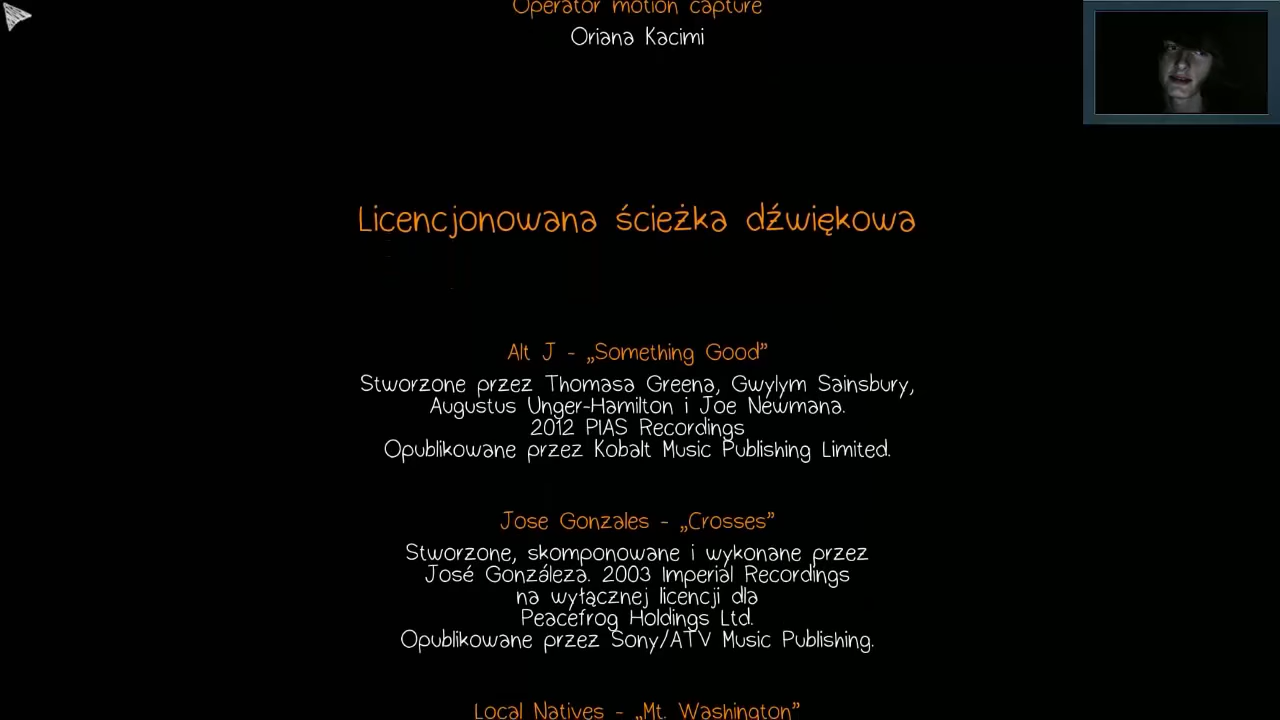 Operator motion capture
Oriana Kacimi
Licencjonowana ścieżka dźwiękowa
Alt J - „Something Good”
Stworzone przez Thomasa Greena, Gwylym Sainsbury,
Augustus Unger-Hamilton i Joe Newmana.
2012 PIAS Recordings
Opublikowane przez Kobalt Music Publishing Limited.
Jose Gonzales - „Crosses”
Stworzone, skomponowane i wykonane przez
José Gonzáleza. 2003 Imperial Recordings
na wyłącznej licencji dla
Peacefrog Holdings Ltd.
Opublikowane przez Sony/ATV Music Publishing.
Local Natives - „Mt. Washington”